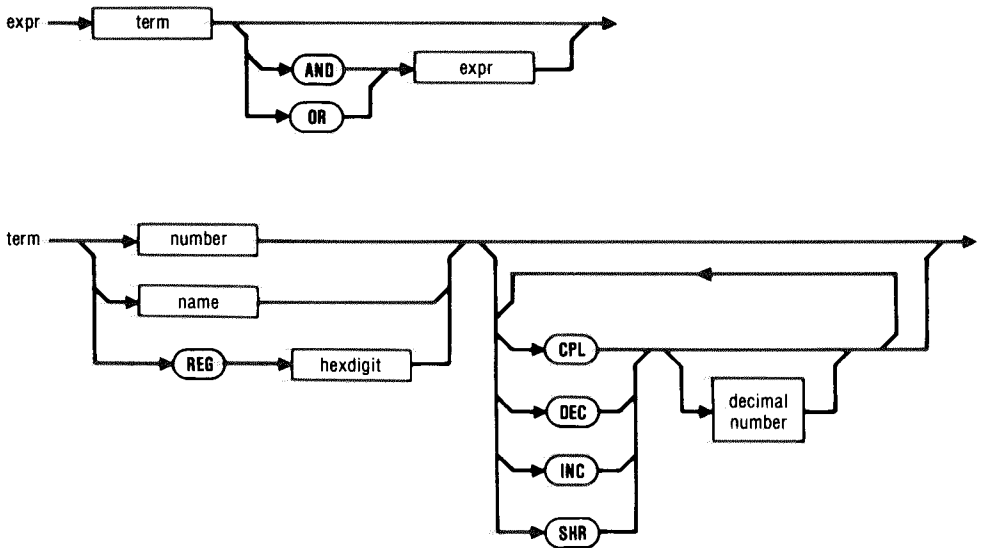 expr
term
AND
expr
OR
term
number
name
REG
hexdigit
CPL
DEC
decimal
number
INC
SHR